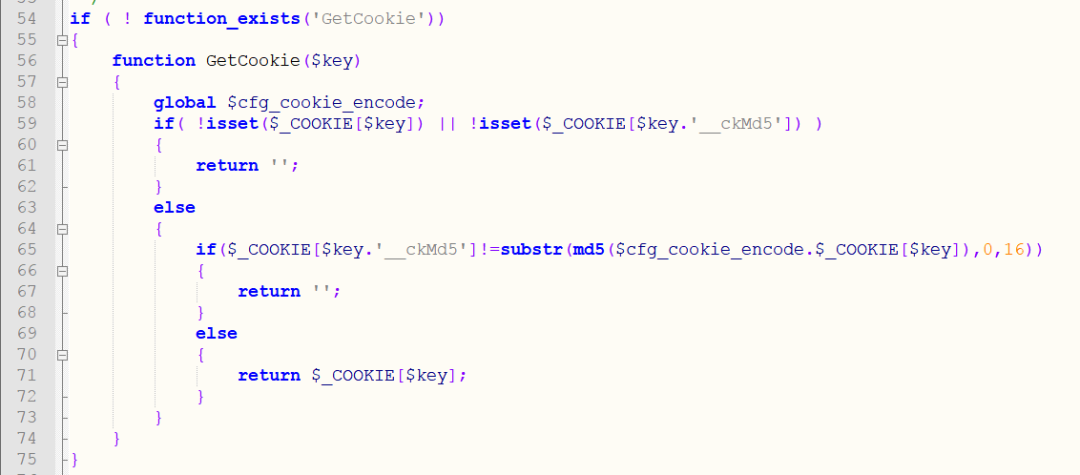 54 if ( ! function_exists('GetCookie'))
55 {
56 function GetCookie($key)
57 {
58 global $cfg_cookie_encode;
59 if( !isset($_COOKIE[$key]) || !isset($_COOKIE[$key.'__ckMd5']) )
60 {
61 return '';
62 }
63 else
64 {
65 if($_COOKIE[$key.'__ckMd5']!=substr(md5($cfg_cookie_encode.$_COOKIE[$key]),0,16))
66 {
67 return '';
68 }
69 else
70 {
71 return $_COOKIE[$key];
72 }
73 }
74 }
75 }